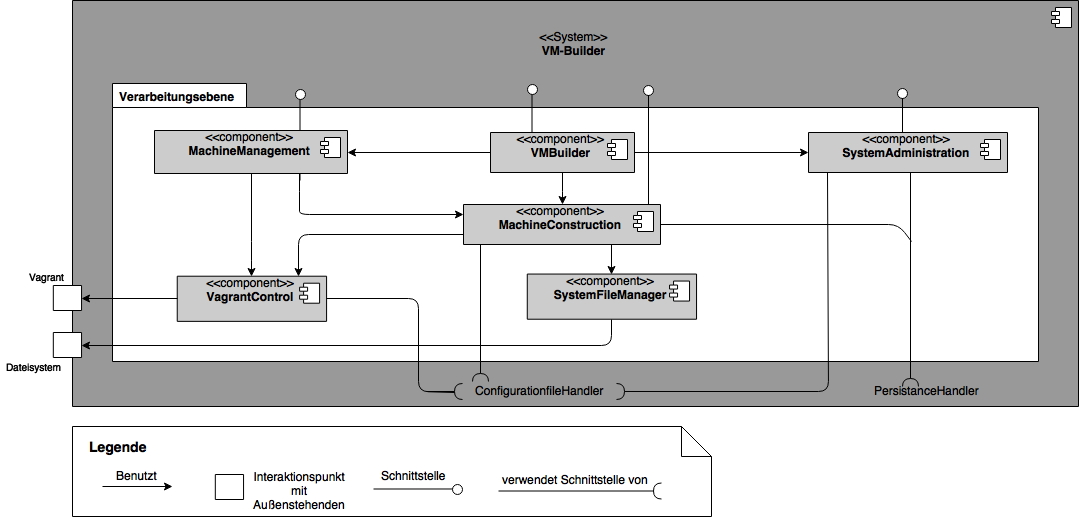 <<System>>
VM-Builder
Verarbeitungsebene
<<component>>
MachineManagement
<<component>>
VMBuilder
<<component>>
SystemAdministration
<<component>>
MachineConstruction
<<component>>
VagrantControl
<<component>>
SystemFileManager
Vagrant
Dateisystem
ConfigurationfileHandler
PersistanceHandler
Legende
Benutzt
Interaktionspunkt
mit
Außenstehenden
Schnittstelle
verwendet Schnittstelle von